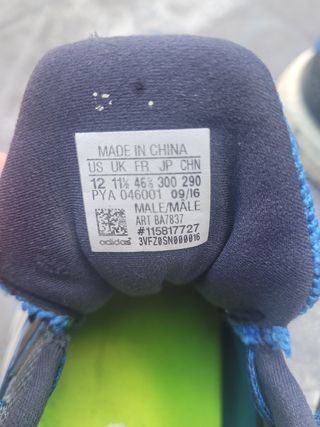 MADE IN CHINA
US UK FR JP CHN
12 11½ 46⅔ 300 290
PYA 046001 09/16
MALE/MÂLE
ART BA7837
#115817727
adidas 3VFZ0SN000016